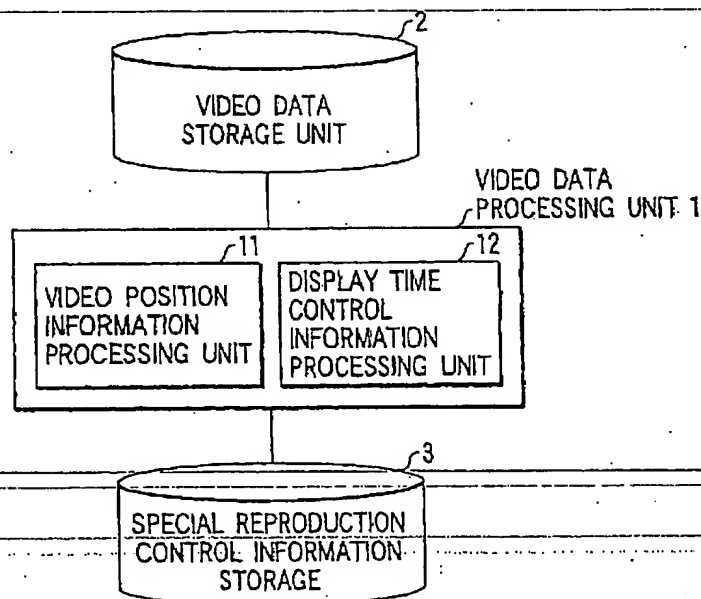 2
VIDEO DATA
STORAGE UNIT
VIDEO DATA
PROCESSING UNIT 1
11
12
VIDEO POSITION
INFORMATION
PROCESSING UNIT
DISPLAY TIME
CONTROL
INFORMATION
PROCESSING UNIT
3
SPECIAL REPRODUCTION
CONTROL INFORMATION
STORAGE